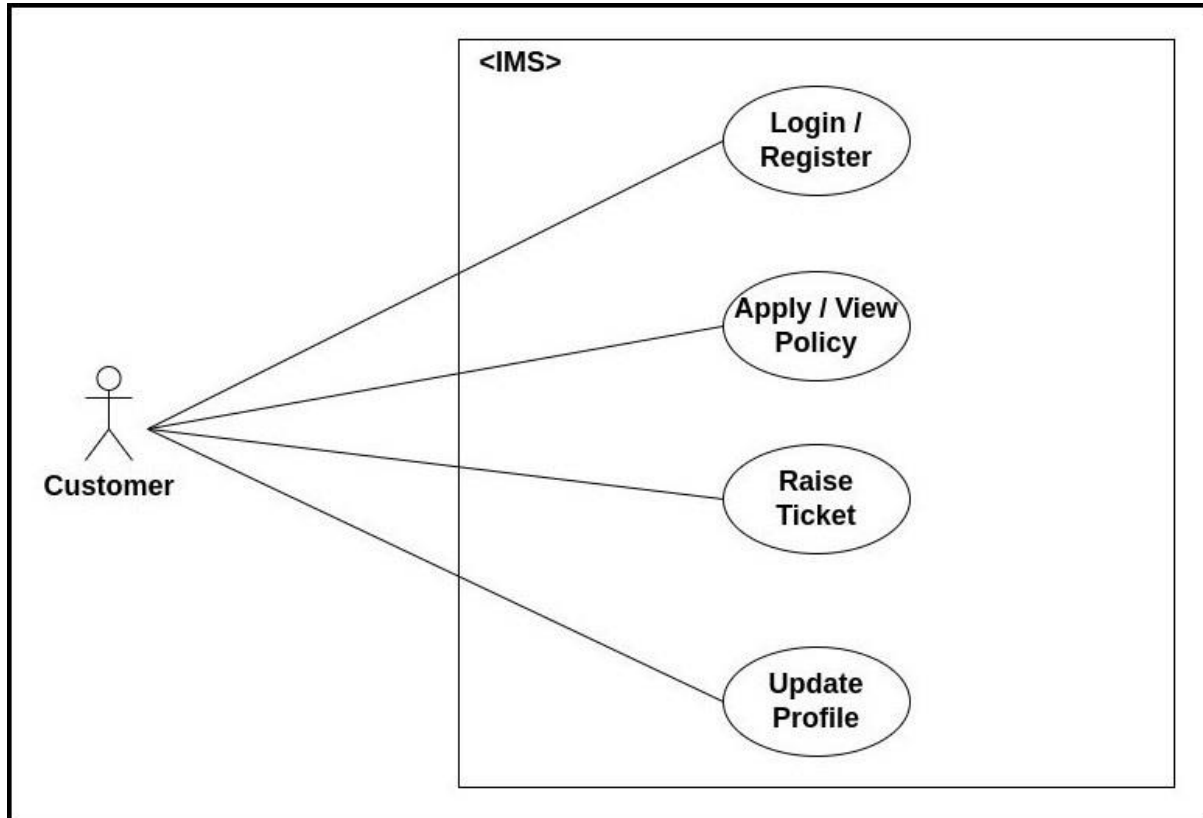 <IMS>
Login /
Register
Apply / View
Policy
Raise
Ticket
Update
Profile
Customer